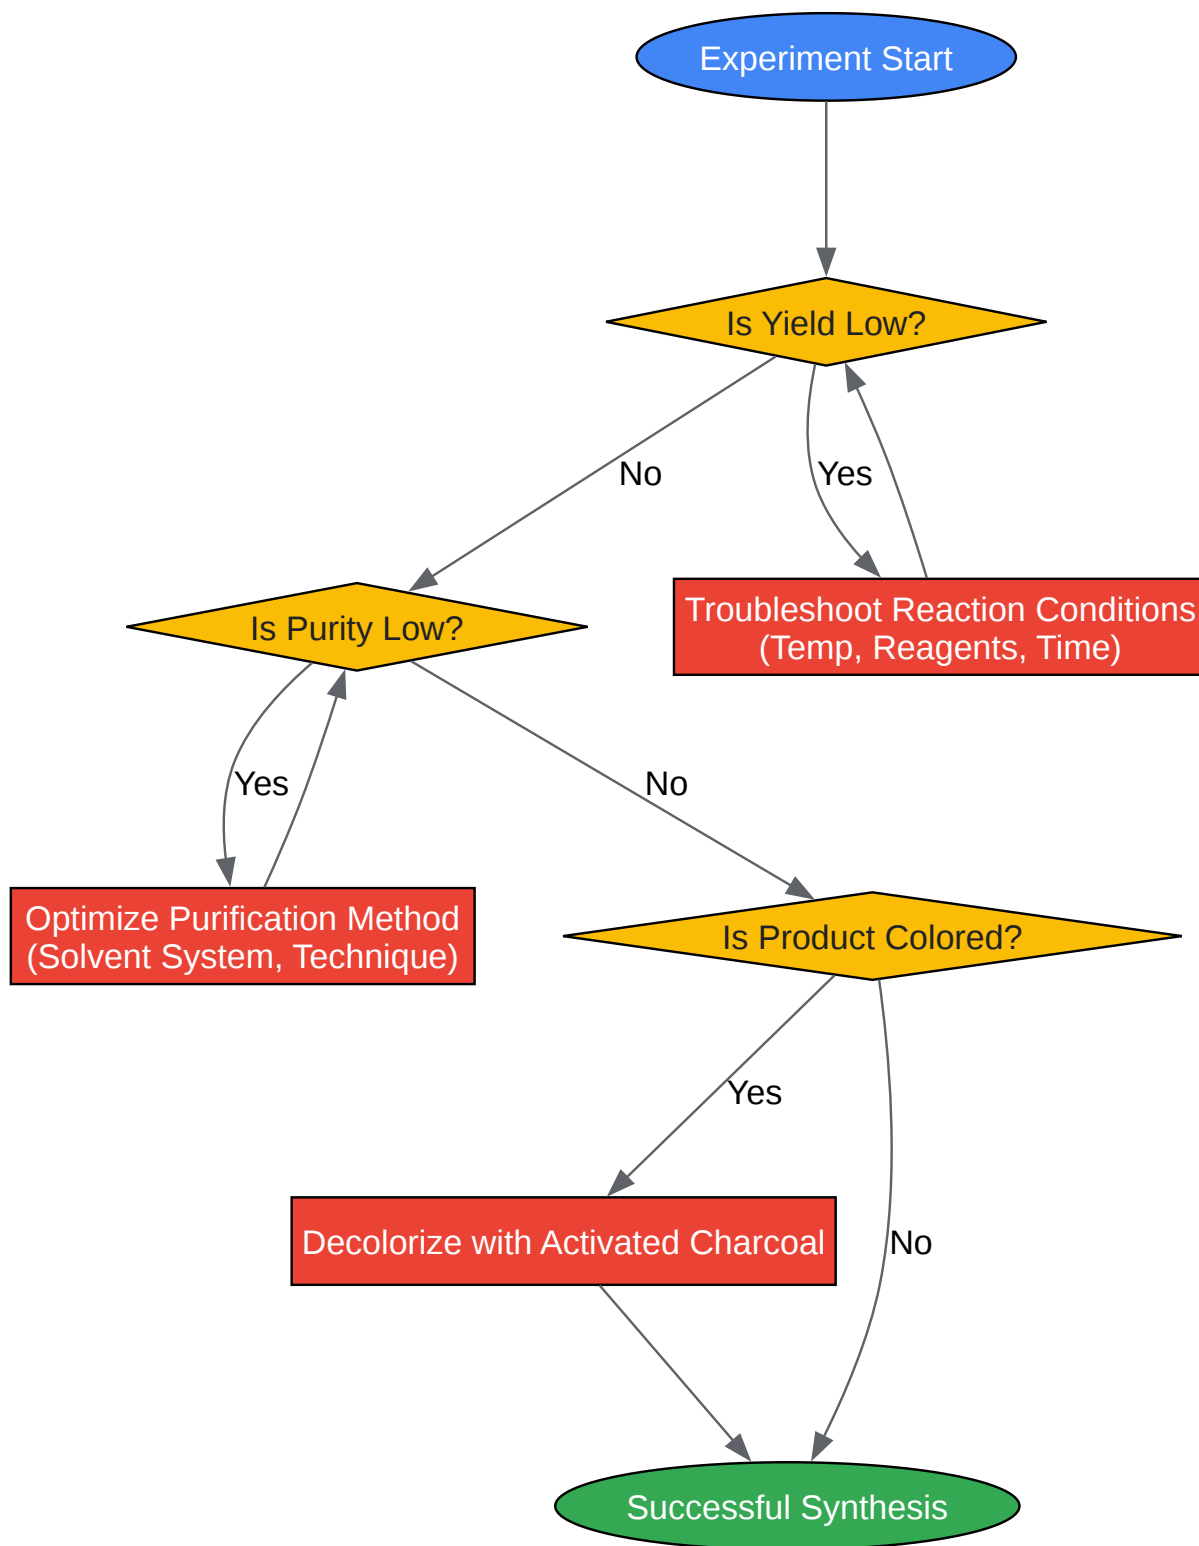 Experiment Start
Is Yield Low?
No
Yes
Troubleshoot Reaction Conditions
(Temp, Reagents, Time)
Is Purity Low?
Yes
No
Optimize Purification Method
(Solvent System, Technique)
Is Product Colored?
Yes
Decolorize with Activated Charcoal
No
Successful Synthesis